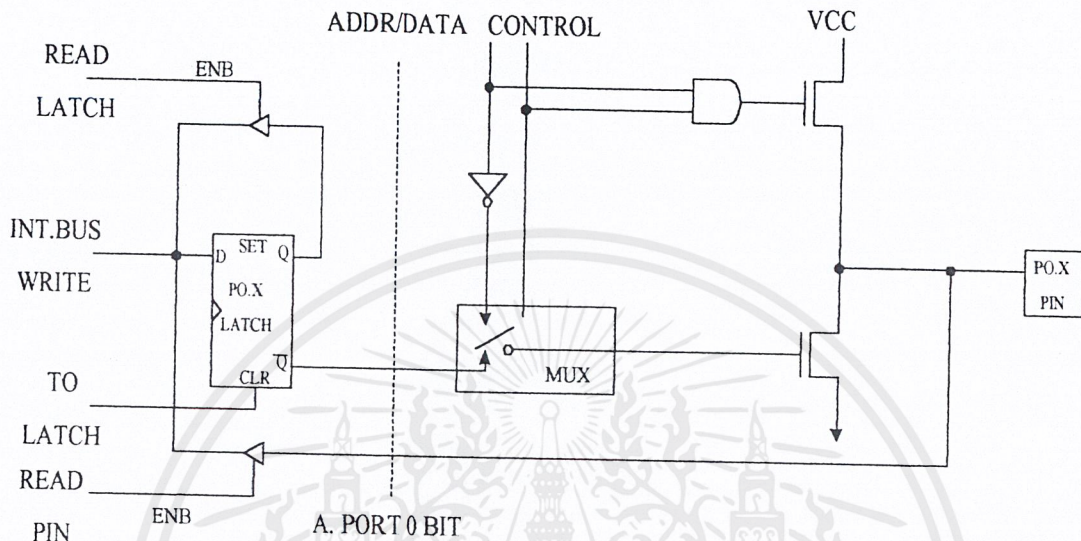 ADDR/DATA CONTROL
VCC
READ
ENB
LATCH
INT.BUS
D
SET
Q
WRITE
PO.X
LATCH
PO.X
PIN
Q
MUX
TO
CLR
LATCH
READ
ENB
PIN
A. PORT 0 BIT